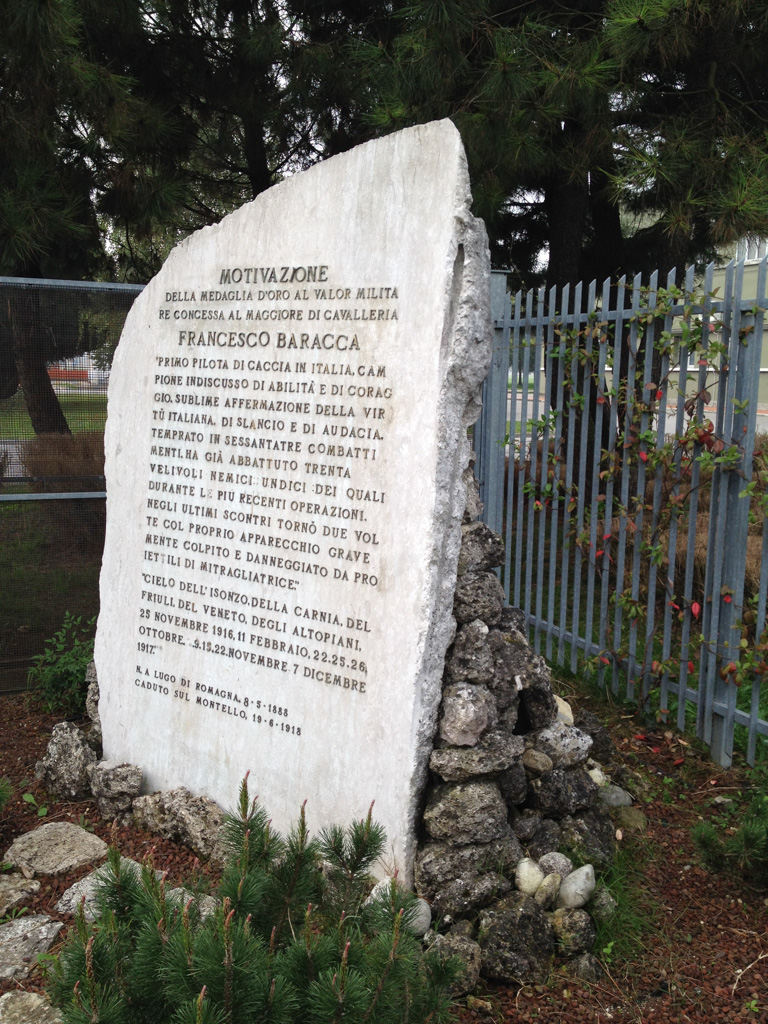 MOTIVAZIONE
DELLA MEDAGLIA D'ORO AL VALOR MILITA
RE CONCESSA AL MAGGIORE DI CAVALLERIA
FRANCESCO BARACCA
"PRIMO PILOTA DI CACCIA IN ITALIA, CAM
PIONE INDISCUSSO DI ABILITÀ E DI CORAG
GIO, SUBLIME AFFERMAZIONE DELLA VIR
TÙ ITALIANA, DI SLANCIO E DI AUDACIA,
TEMPRATO IN SESSANTATRE COMBATTI
MENTI, HA GIÀ ABBATTUTO TRENTA
VELIVOLI NEMICI: UNDICI DEI QUALI
DURANTE LE PIÙ RECENTI OPERAZIONI.
NEGLI ULTIMI SCONTRI TORNÒ DUE VOL
TE COL PROPRIO APPARECCHIO GRAVE
MENTE COLPITO E DANNEGGIATO DA PRO
IETTILI DI MITRAGLIATRICE."
"CIELO DELL'ISONZO, DELLA CARNIA, DEL
FRIULI, DEL VENETO, DEGLI ALTOPIANI,
25 NOVEMBRE 1916, 11 FEBBRAIO, 22.25.26,
OTTOBRE, 9.15.22. NOVEMBRE 7 DICEMBRE
1917."
N. A LUGO DI ROMAGNA, 8-5-1888
CADUTO SUL MONTELLO, 19-6-1918